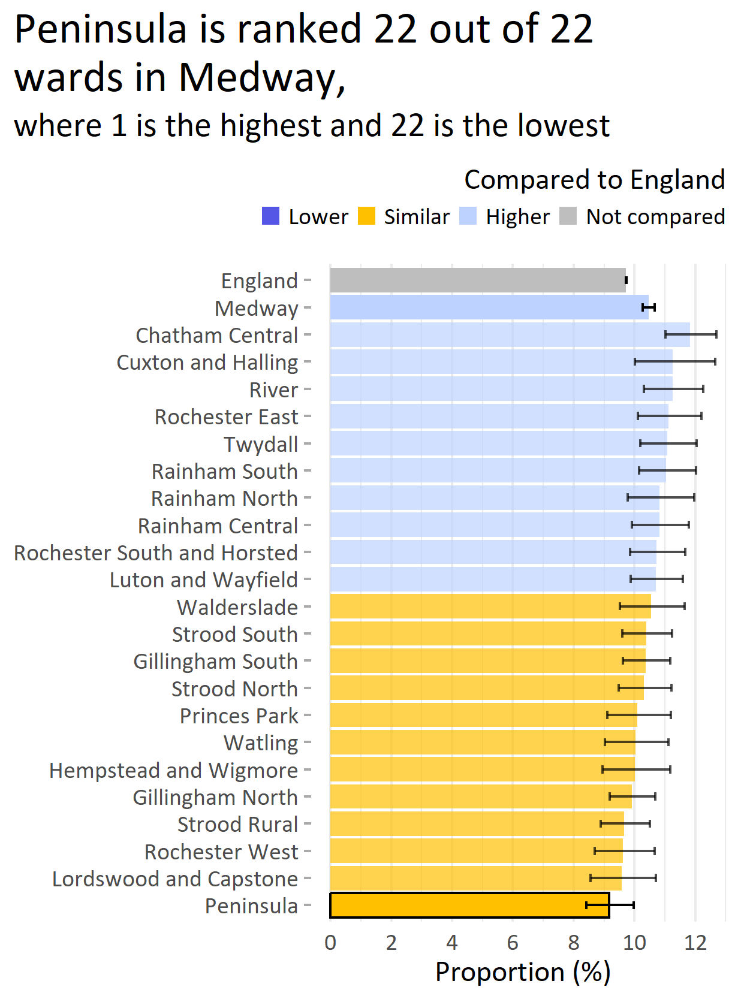 Peninsula is ranked 22 out of 22
wards in Medway,
where 1 is the highest and 22 is the lowest
Compared to England
Lower Similar Higher Not compared
England
Medway
Chatham Central
Cuxton and Halling
River
Rochester East
Twydall
Rainham South
Rainham North
Rainham Central
Rochester South and Horsted
Luton and Wayfield
Walderslade
Strood South
Gillingham South
Strood North
Princes Park
Watling
Hempstead and Wigmore
Gillingham North
Strood Rural
Rochester West
Lordswood and Capstone
Peninsula
0 2 4 6 8 10 12
Proportion (%)